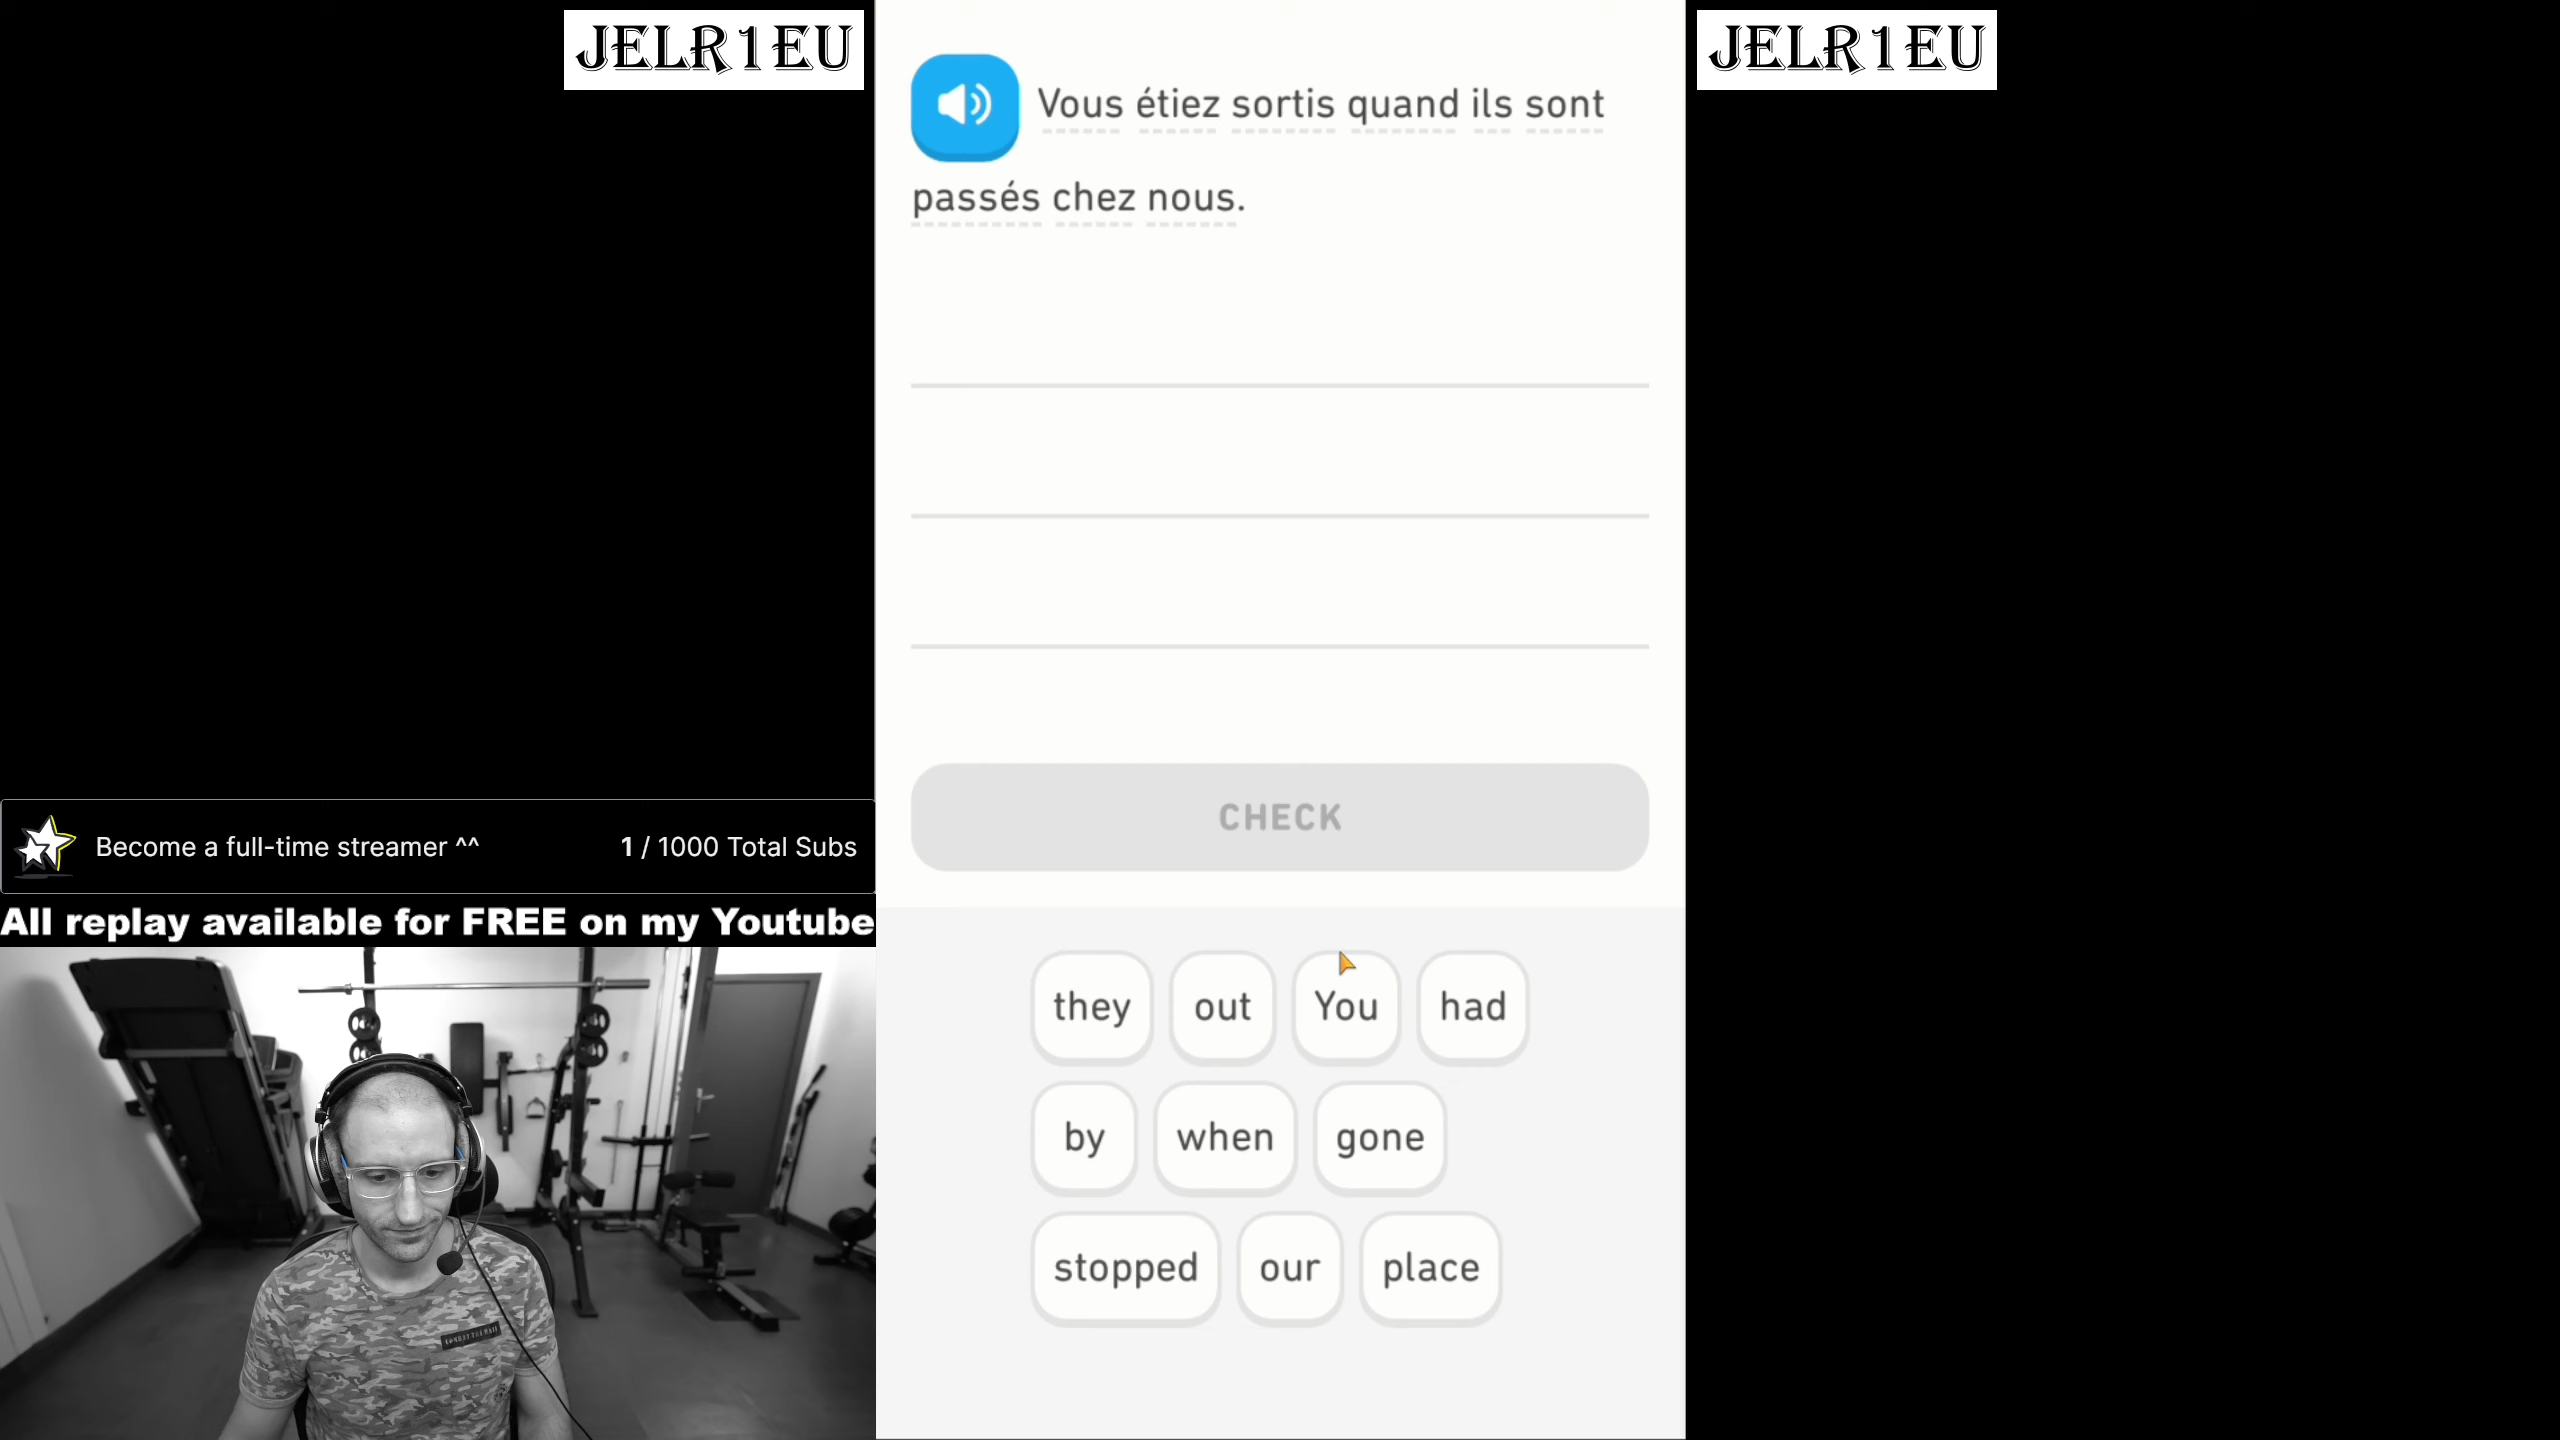 JELR1EU
JELR1EU
Vous étiez sortis quand ils sont
passés chez nous.
CHECK
they out You had
by when gone
stopped our place
Become a full-time streamer ^^ 1 / 1000 Total Subs
All replay available for FREE on my Youtube